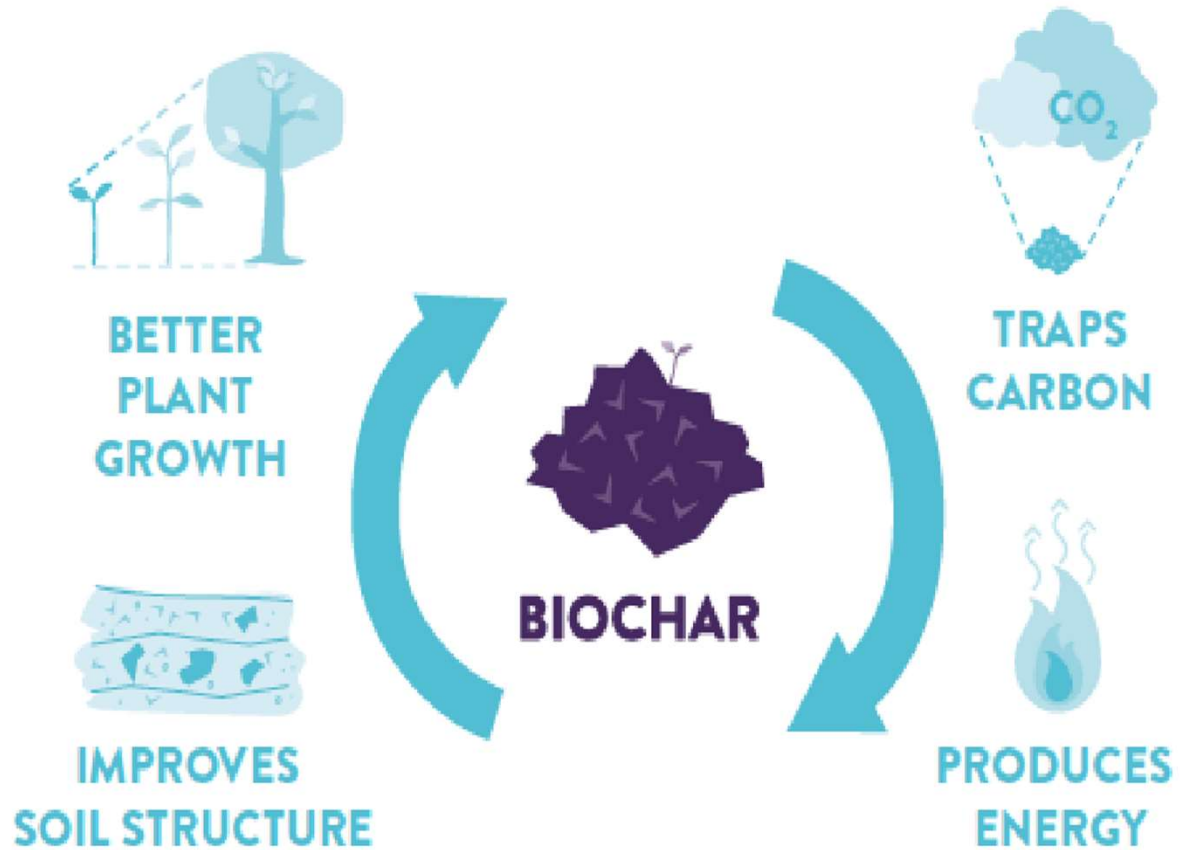 CO₂
BETTER
PLANT
GROWTH
TRAPS
CARBON
BIOCHAR
IMPROVES
SOIL STRUCTURE
PRODUCES
ENERGY